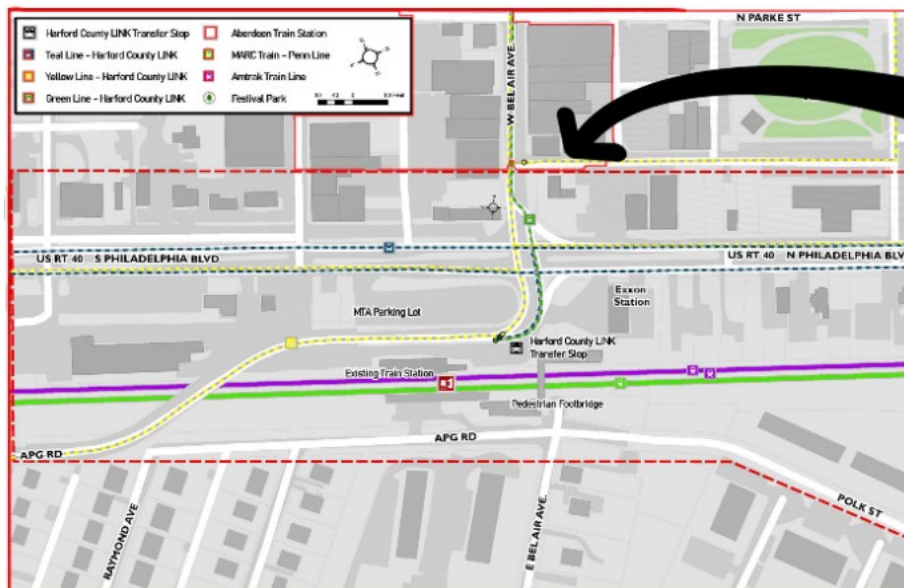 N PARKE ST
Harford County LINK Transfer Stop
Teal Line - Harford County LINK
Yellow Line - Harford County LINK
Green Line - Harford County LINK
Aberdeen Train Station
MARC Train - Penn Line
Amtrak Train Line
Festival Park
W BEL AIR AVE.
US RT 40 S PHILADELPHIA BLVD
US RT 40 N PHILADELPHIA BLVD
Exxon
Station
MTA Parking Lot
Harford County LINK
Transfer Stop
Existing Train Station
Pedestrian Footbridge
APG RD
APG RD
RAYMOND AVE
E BEL AIR AVE.
POLK ST